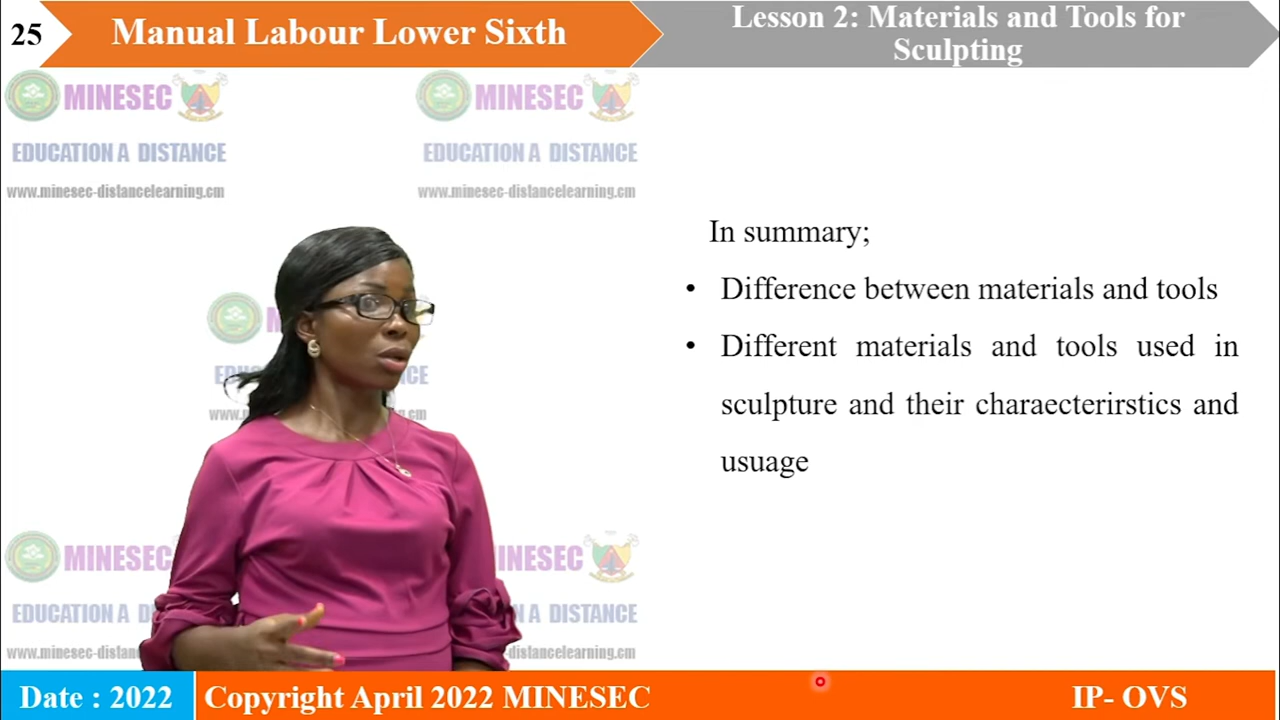 25
Manual Labour Lower Sixth
Lesson 2: Materials and Tools for
Sculpting
MINESEC
MINESEC
EDUCATION A DISTANCE
EDUCATION A DISTANCE
www.minesec-distancelearning.cm
www.minesec-distancelearning.cm
In summary;
• Difference between materials and tools
• Different materials and tools used in
sculpture and their charaecterirstics and
usuage
MINESEC
EDUCATION A D
N A DISTANCE
www.minesec-distan
distancelearning.cm
Date : 2022
Copyright April 2022 MINESEC
IP- OVS